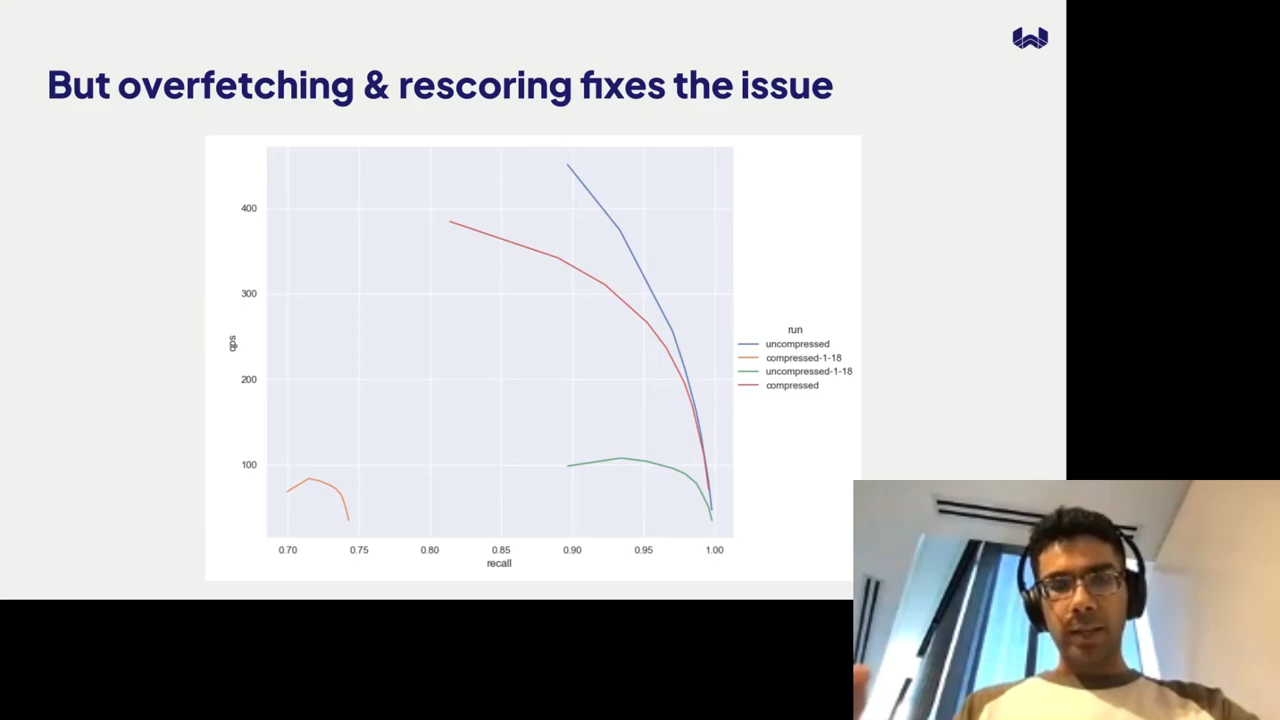 But overfetching & rescoring fixes the issue
400
300
200
100
qps
0.70 0.75 0.80 0.85 0.90 0.95 1.00
recall
run
uncompressed
compressed-1-18
uncompressed-1-18
compressed